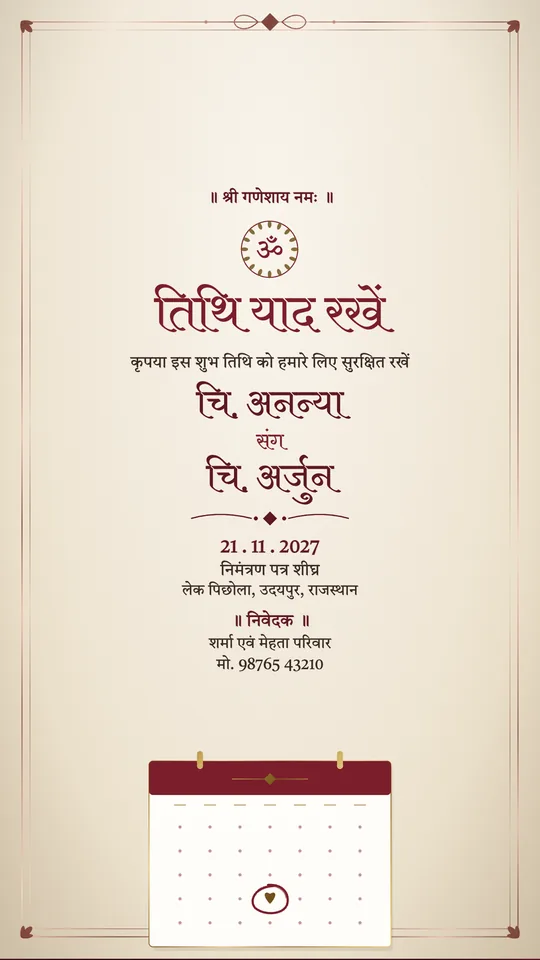 ॥ श्री गणेशाय नमः ॥
ॐ
तिथि याद रखें
कृपया इस शुभ तिथि को हमारे लिए सुरक्षित रखें
चि. अनन्या
संग
चि. अर्जुन
21 . 11 . 2027
निमंत्रण पत्र शीघ्र
लेक पिछोला, उदयपुर, राजस्थान
॥ निवेदक ॥
शर्मा एवं मेहता परिवार
मो. 98765 43210